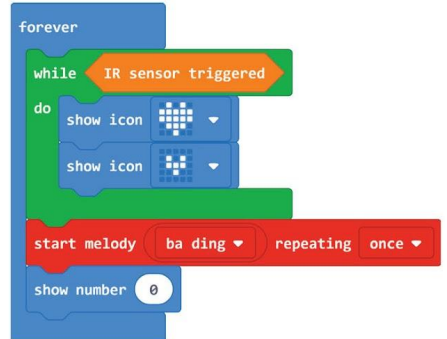 forever
while IR sensor triggered
do
show icon
show icon
start melody ba ding repeating once
show number 0